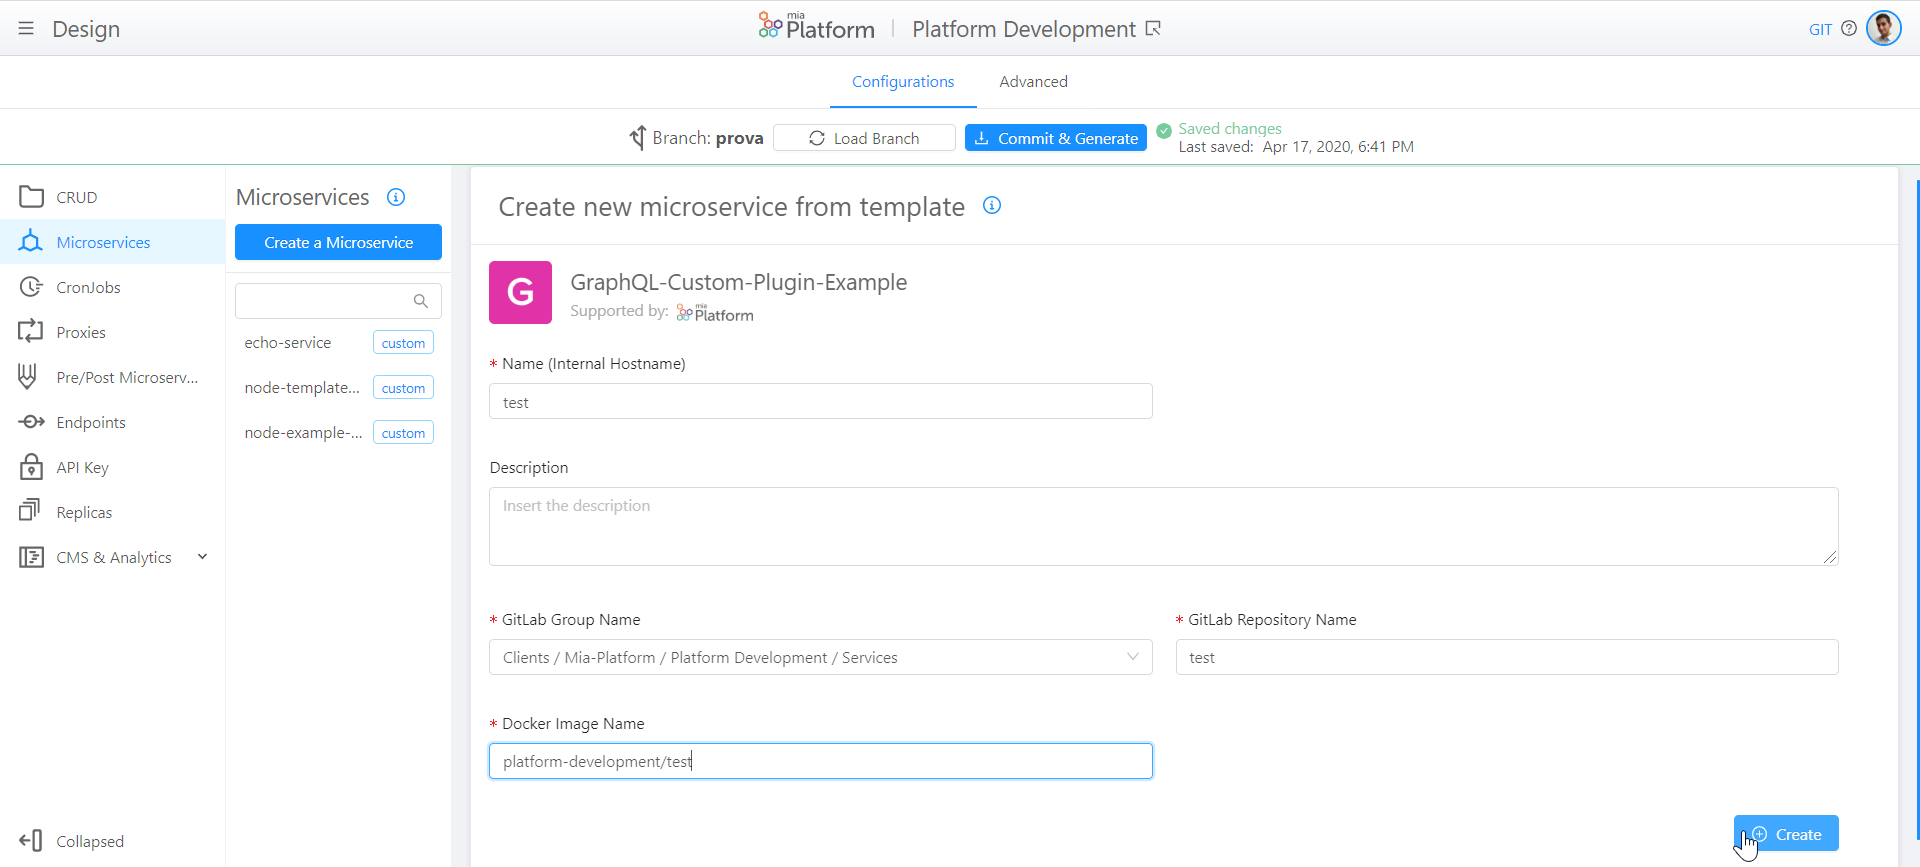 Design
mia
Platform
Platform Development
GIT
Configurations
Advanced
Branch: prova
Load Branch
Commit & Generate
Saved changes
Last saved: Apr 17, 2020, 6:41 PM
CRUD
Microservices
CronJobs
Proxies
Pre/Post Microserv...
Endpoints
API Key
Replicas
CMS & Analytics
Collapsed
Microservices
Create a Microservice
echo-service custom
node-template... custom
node-example-... custom
Create new microservice from template
G
GraphQL-Custom-Plugin-Example
Supported by: mia Platform
* Name (Internal Hostname)
test
Description
Insert the description
* GitLab Group Name
Clients / Mia-Platform / Platform Development / Services
* GitLab Repository Name
test
* Docker Image Name
platform-development/test
Create